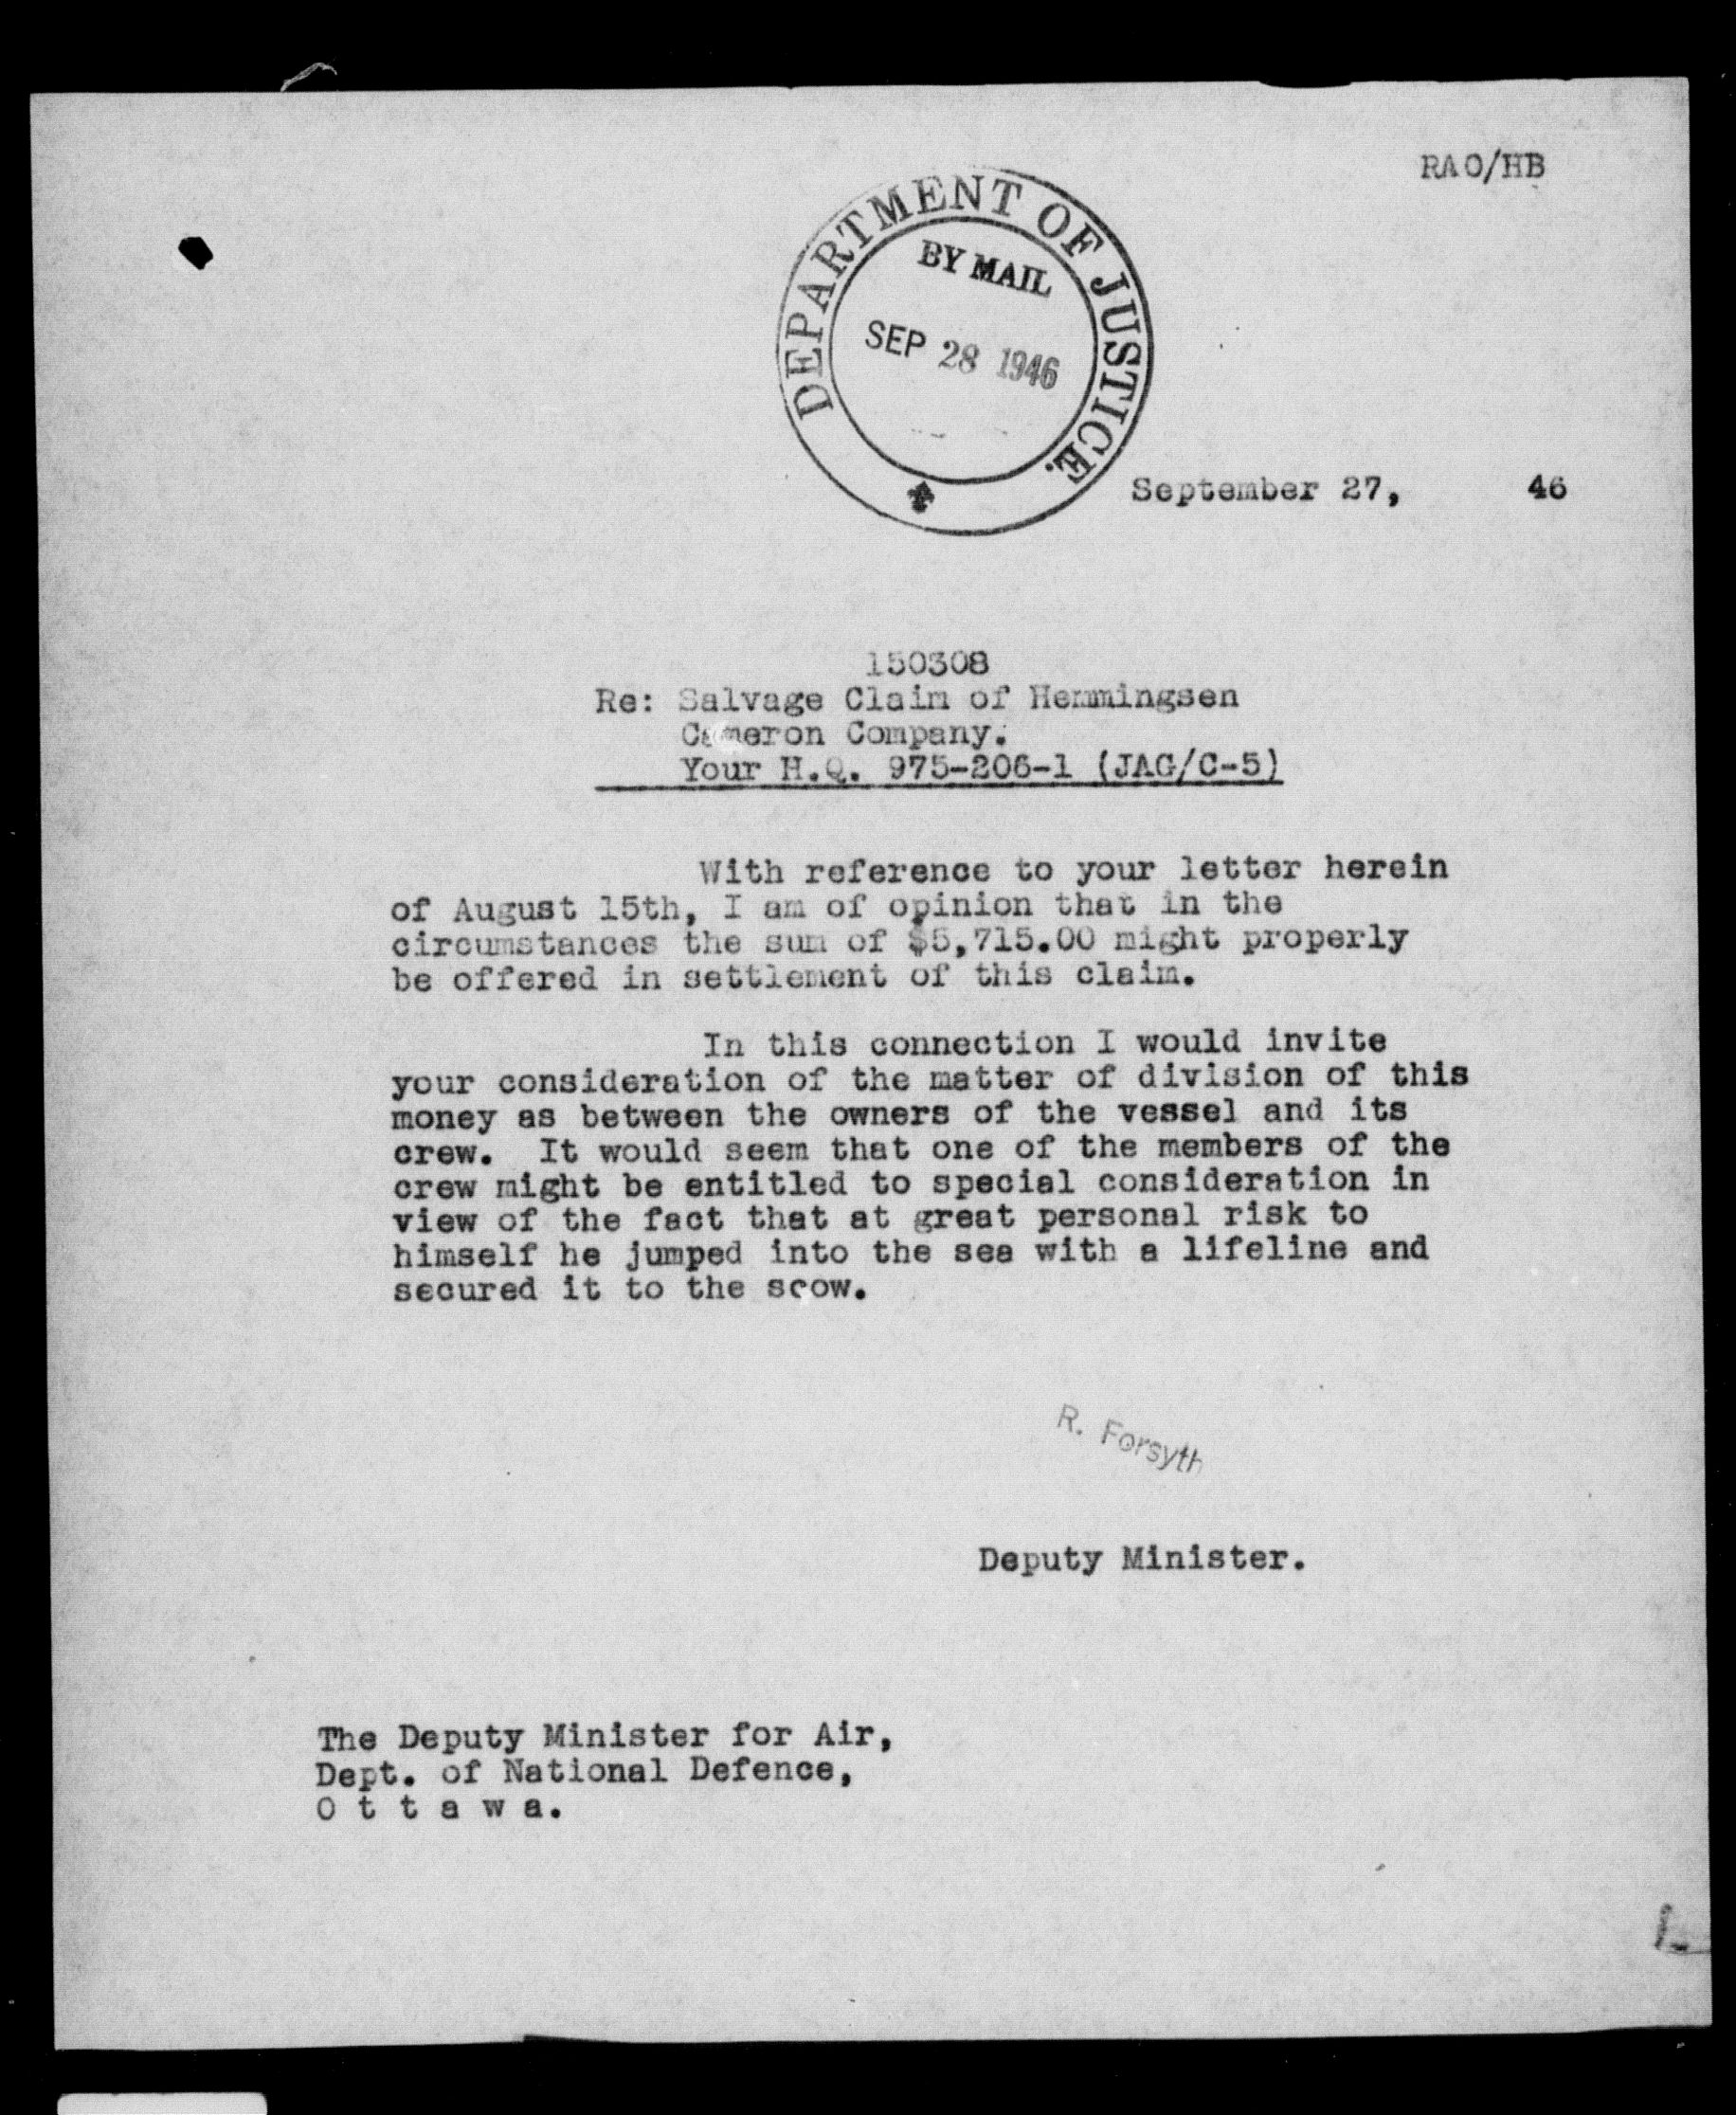 RAO/HB
DEPARTMENT OF JUSTICE.
BY MAIL
SEP 28 1946
September 27, 46
150308
Re: Salvage Claim of Hemmingsen
Cameron Company.
Your H.Q. 975-206-1 (JAG/C-5)
With reference to your letter herein
of August 15th, I am of opinion that in the
circumstances the sum of $5,715.00 might properly
be offered in settlement of this claim.
In this connection I would invite
your consideration of the matter of division of this
money as between the owners of the vessel and its
crew. It would seem that one of the members of the
crew might be entitled to special consideration in
view of the fact that at great personal risk to
himself he jumped into the sea with a lifeline and
secured it to the scow.
R. Forsyth
Deputy Minister.
The Deputy Minister for Air,
Dept. of National Defence,
O t t a w a.